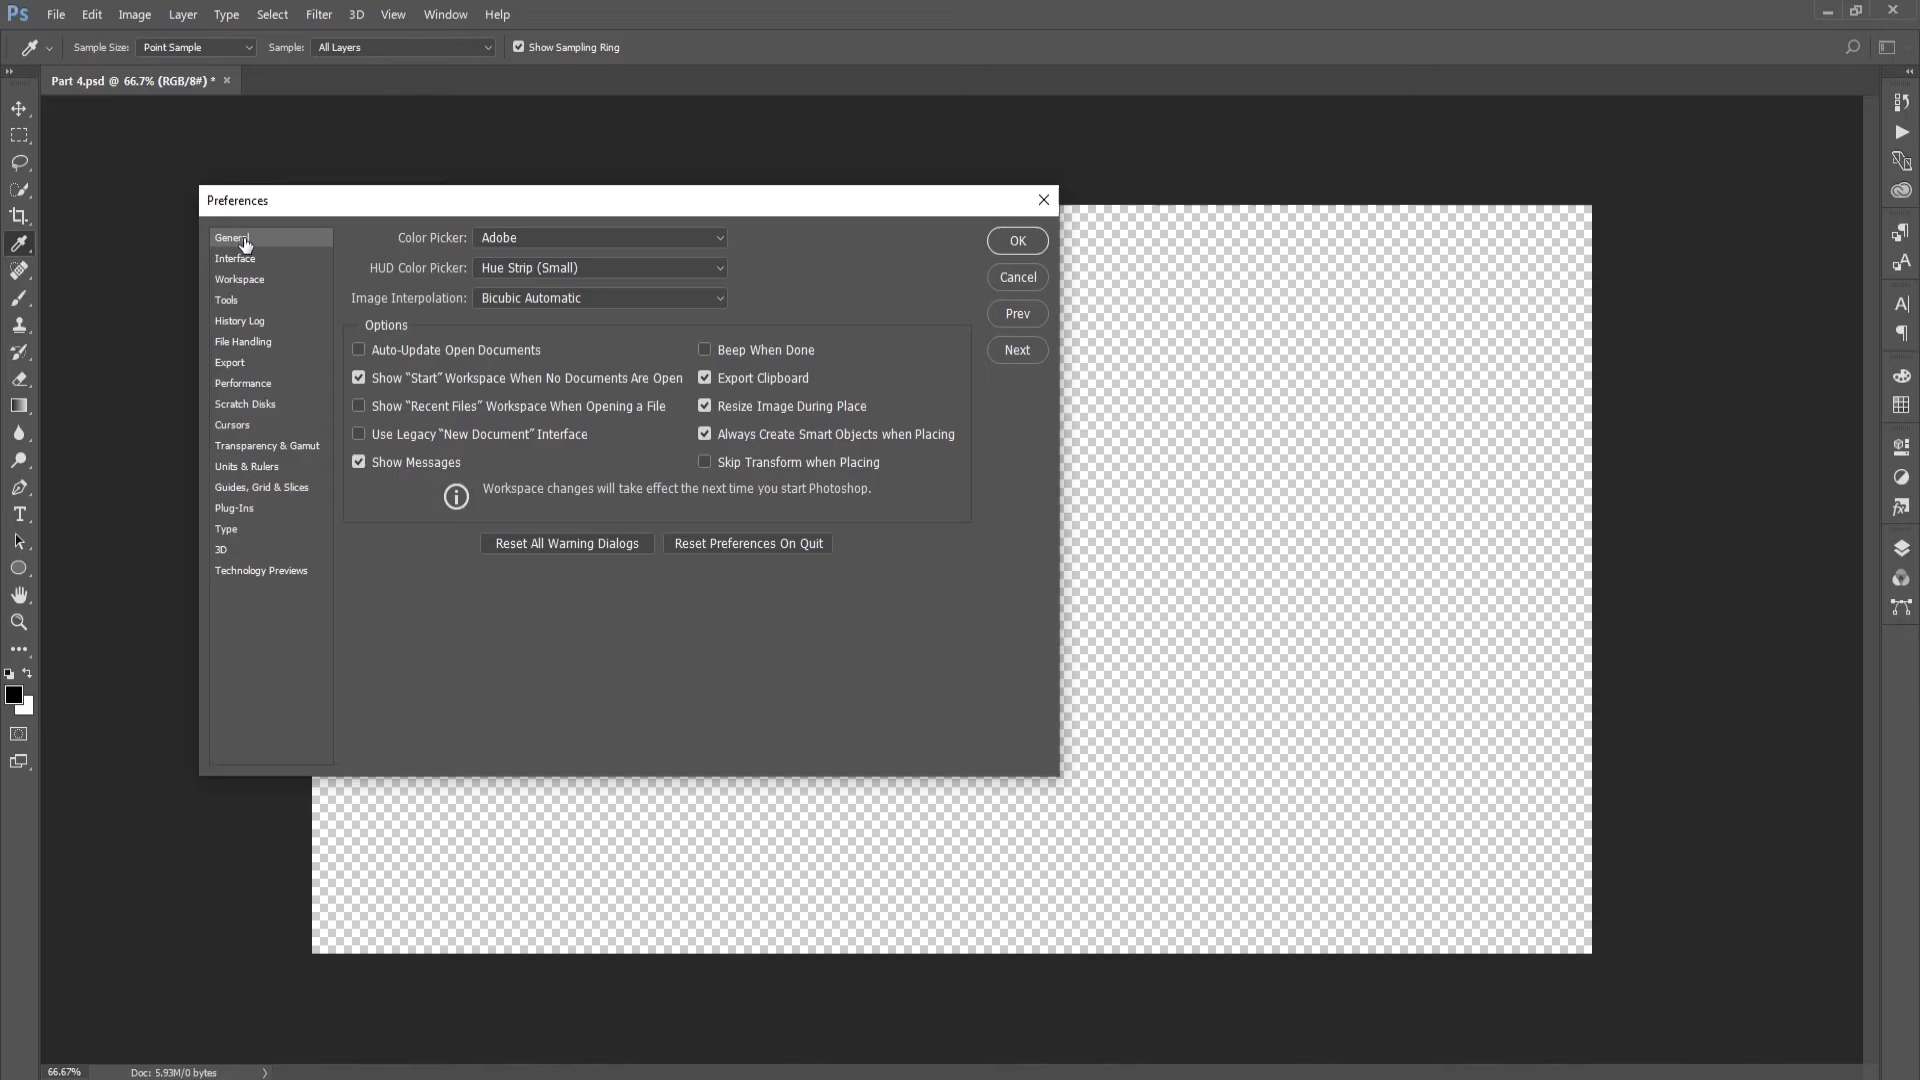 Ps File Edit Image Layer Type Select Filter 3D View Window Help
Sample Size: Point Sample Sample: All Layers Show Sampling Ring
Part 4.psd @ 66.7% (RGB/8#) *
Preferences
General
Interface
Workspace
Tools
History Log
File Handling
Export
Performance
Scratch Disks
Cursors
Transparency & Gamut
Units & Rulers
Guides, Grid & Slices
Plug-Ins
Type
3D
Technology Previews
Color Picker: Adobe
HUD Color Picker: Hue Strip (Small)
Image Interpolation: Bicubic Automatic
Options
Auto-Update Open Documents
Show “Start” Workspace When No Documents Are Open
Show “Recent Files” Workspace When Opening a File
Use Legacy “New Document” Interface
Show Messages
Beep When Done
Export Clipboard
Resize Image During Place
Always Create Smart Objects when Placing
Skip Transform when Placing
Workspace changes will take effect the next time you start Photoshop.
Reset All Warning Dialogs
Reset Preferences On Quit
OK
Cancel
Prev
Next
66.67% Doc: 5.93M/0 bytes